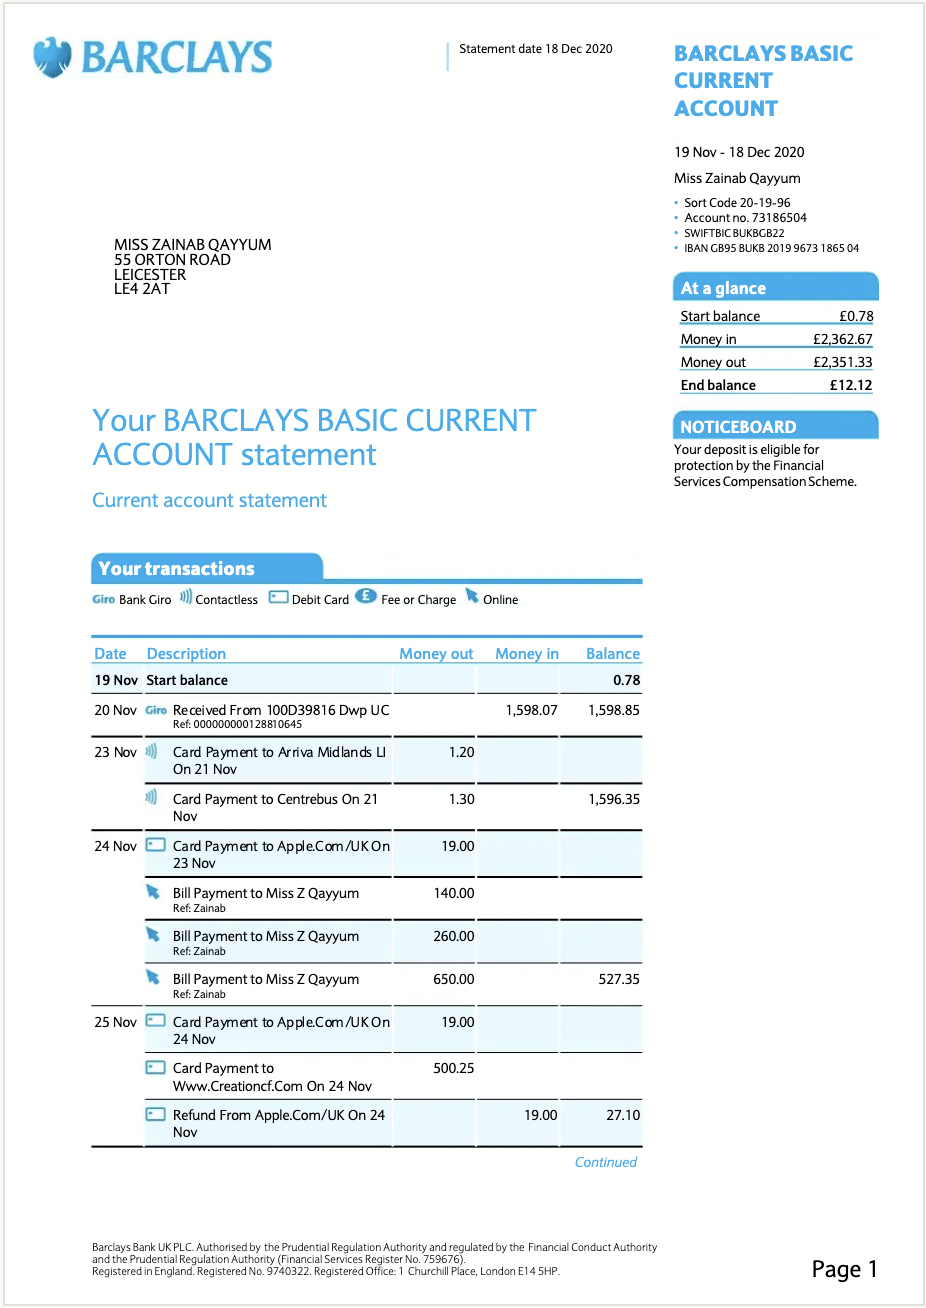 BARCLAYS
Statement date 18 Dec 2020
BARCLAYS BASIC
CURRENT
ACCOUNT
19 Nov - 18 Dec 2020
Miss Zainab Qayyum
• Sort Code 20-19-96
• Account no. 73186504
• SWIFTBIC BUKBGB22
• IBAN GB95 BUKB 2019 9673 1865 04
MISS ZAINAB QAYYUM
55 ORTON ROAD
LEICESTER
LE4 2AT
At a glance
Start balance £0.78
Money in £2,362.67
Money out £2,351.33
End balance £12.12
NOTICEBOARD
Your deposit is eligible for
protection by the Financial
Services Compensation Scheme.
Your BARCLAYS BASIC CURRENT
ACCOUNT statement
Current account statement
Your transactions
Giro Bank Giro Contactless Debit Card £ Fee or Charge Online
Date Description Money out Money in Balance
19 Nov Start balance 0.78
20 Nov Giro Received From 100D39816 Dwp UC 1,598.07 1,598.85
Ref: 000000000128810645
23 Nov Card Payment to Arriva Midlands LI 1.20
On 21 Nov
Card Payment to Centrebus On 21 1.30 1,596.35
Nov
24 Nov Card Payment to Apple.Com/UK On 19.00
23 Nov
Bill Payment to Miss Z Qayyum 140.00
Ref: Zainab
Bill Payment to Miss Z Qayyum 260.00
Ref: Zainab
Bill Payment to Miss Z Qayyum 650.00 527.35
Ref: Zainab
25 Nov Card Payment to Apple.Com/UK On 19.00
24 Nov
Card Payment to 500.25
Www.Creationcf.Com On 24 Nov
Refund From Apple.Com/UK On 24 19.00 27.10
Nov
Continued
Barclays Bank UK PLC. Authorised by the Prudential Regulation Authority and regulated by the Financial Conduct Authority
and the Prudential Regulation Authority (Financial Services Register No. 759676).
Registered in England. Registered No. 9740322. Registered Office: 1 Churchill Place, London E14 5HP.
Page 1